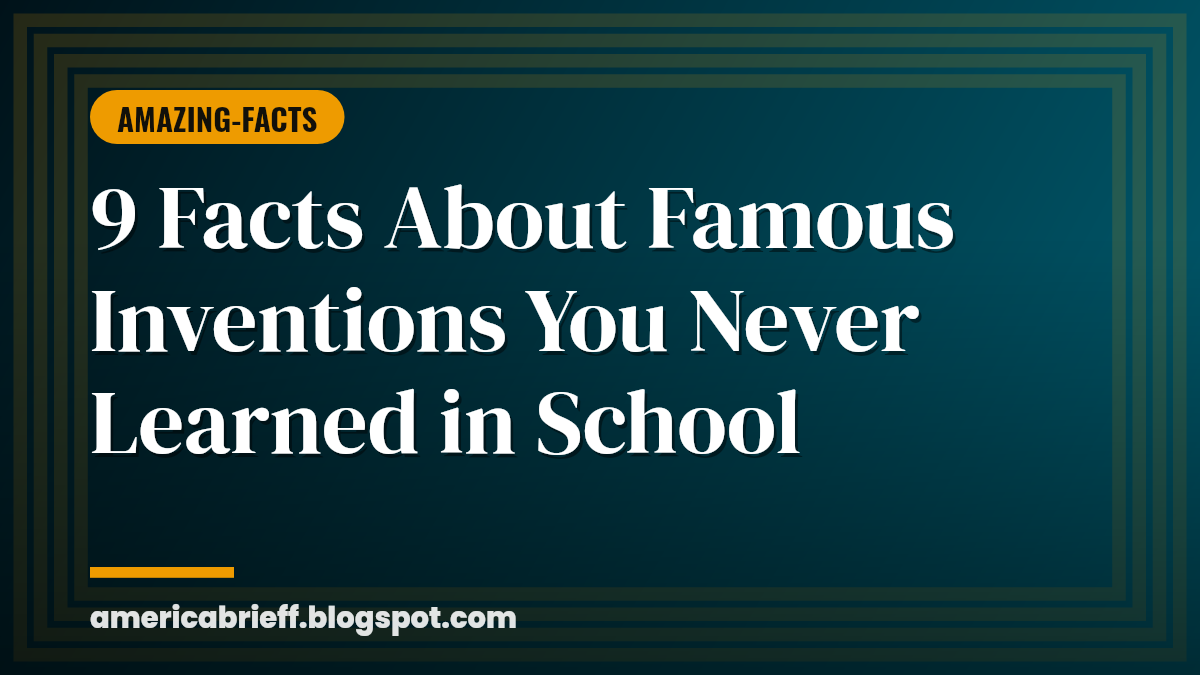 AMAZING-FACTS
9 Facts About Famous
Inventions You Never
Learned in School
americabrieff.blogspot.com